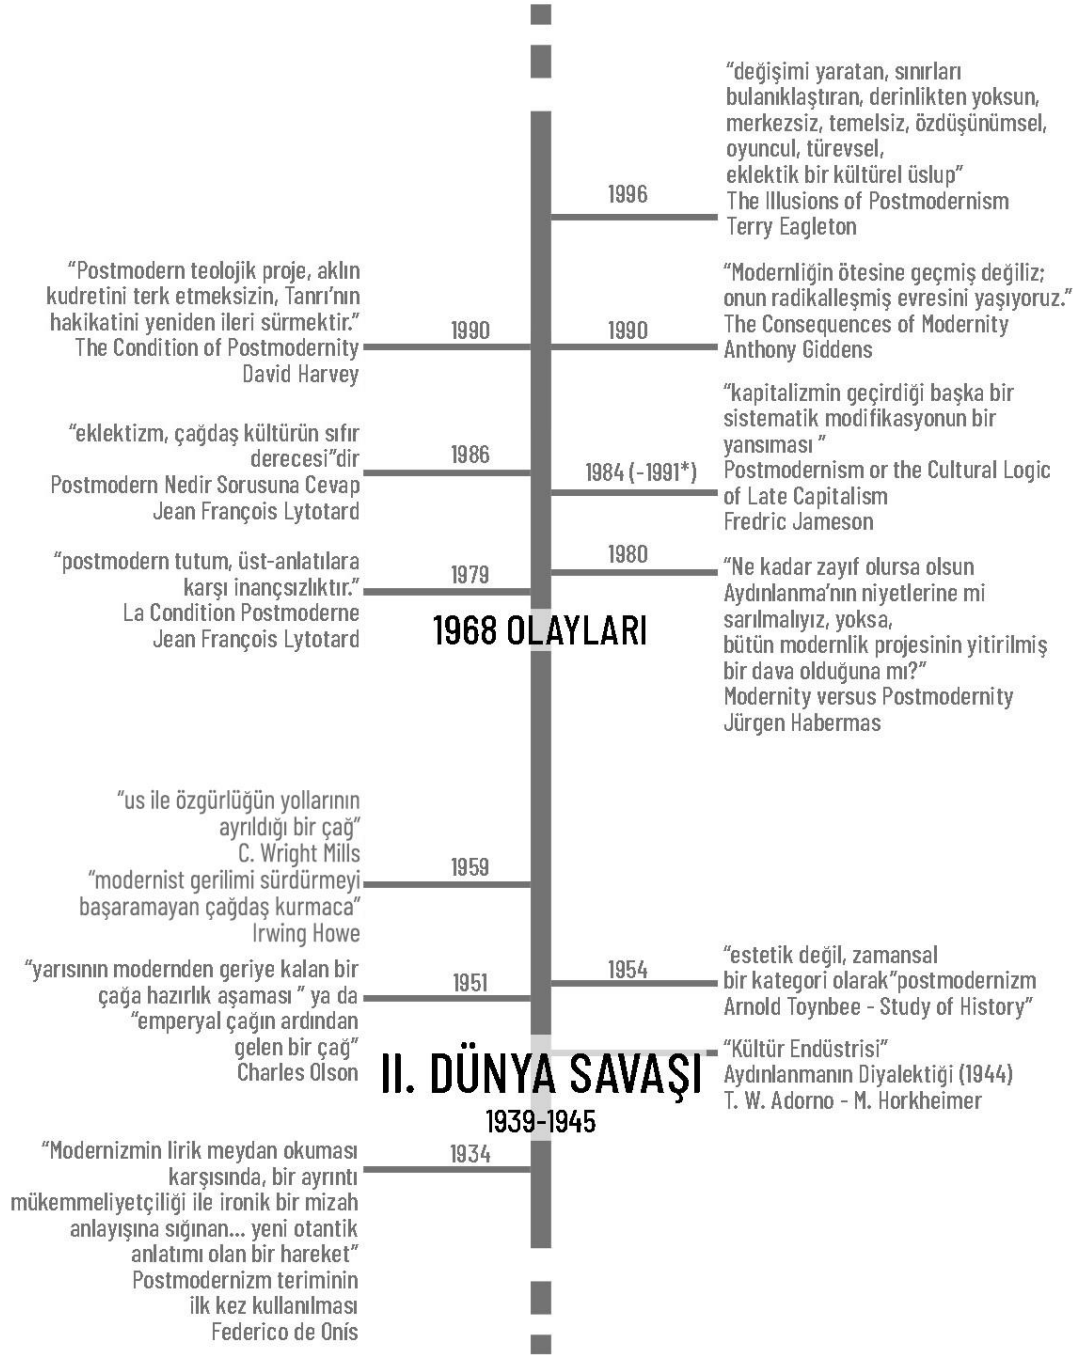 1996
“değişimi yaratan, sınırları
bulanıklaştıran, derinlikten yoksun,
merkezsiz, temelsiz, özdüşünümsel,
oyuncul, türevsel,
eklektik bir kültürel üslup”
The Illusions of Postmodernism
Terry Eagleton
“Postmodern teolojik proje, aklın
kudretini terk etmeksizin, Tanrı’nın
hakikatini yeniden ileri sürmektir.”
The Condition of Postmodernity
David Harvey
1990
1990
“Modernliğin ötesine geçmiş değiliz;
onun radikalleşmiş evresini yaşıyoruz.”
The Consequences of Modernity
Anthony Giddens
“eklektizm, çağdaş kültürün sıfır
derecesi”dir
Postmodern Nedir Sorusuna Cevap
Jean François Lytotard
1986
1984 (-1991*)
“kapitalizmin geçirdiği başka bir
sistematik modifikasyonun bir
yansıması ”
Postmodernism or the Cultural Logic
of Late Capitalism
Fredric Jameson
“postmodern tutum, üst-anlatılara
karşı inançsızlıktır.”
La Condition Postmoderne
Jean François Lytotard
1979
1980
“Ne kadar zayıf olursa olsun
Aydınlanma’nın niyetlerine mi
sarılmalıyız, yoksa,
bütün modernlik projesinin yitirilmiş
bir dava olduğuna mı?”
Modernity versus Postmodernity
Jürgen Habermas
1968 OLAYLARI
“us ile özgürlüğün yollarının
ayrıldığı bir çağ”
C. Wright Mills
“modernist gerilimi sürdürmeyi
başaramayan çağdaş kurmaca”
Irwing Howe
1959
“yarısının modernden geriye kalan bir
çağa hazırlık aşaması ” ya da
“emperyal çağın ardından
gelen bir çağ”
Charles Olson
1951
1954
“estetik değil, zamansal
bir kategori olarak”postmodernizm
Arnold Toynbee - Study of History”
“Kültür Endüstrisi”
Aydınlanmanın Diyalektiği (1944)
T. W. Adorno - M. Horkheimer
II. DÜNYA SAVAŞI
1939-1945
1934
“Modernizmin lirik meydan okuması
karşısında, bir ayrıntı
mükemmeliyetçiliği ile ironik bir mizah
anlayışına sığınan... yeni otantik
anlatımı olan bir hareket”
Postmodernizm teriminin
ilk kez kullanılması
Federico de Onís